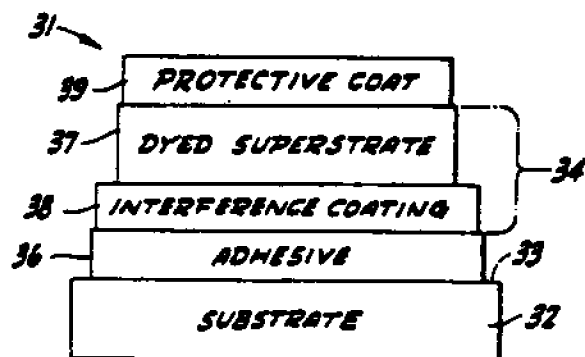 31
39 PROTECTIVE COAT
37 DYED SUPERSTRATE
34
38 INTERFERENCE COATING
36 ADHESIVE
33
SUBSTRATE 32